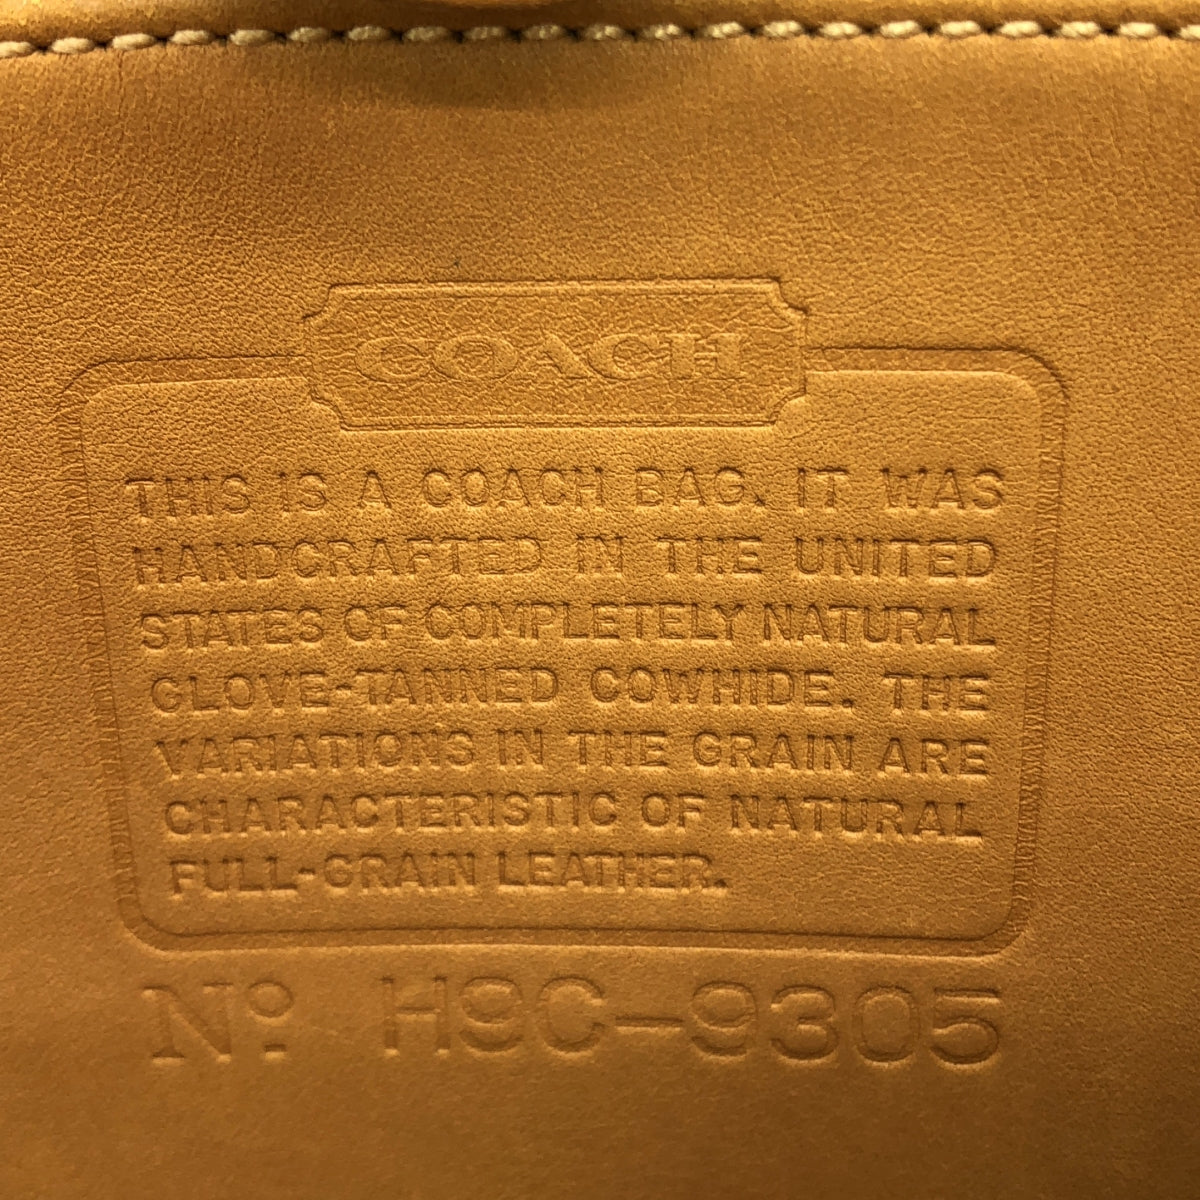 COACH
THIS IS A COACH BAG. IT WAS
HANDCRAFTED IN THE UNITED
STATES OF COMPLETELY NATURAL
GLOVE-TANNED COWHIDE. THE
VARIATIONS IN THE GRAIN ARE
CHARACTERISTIC OF NATURAL
FULL-GRAIN LEATHER.
No. H9C-9305